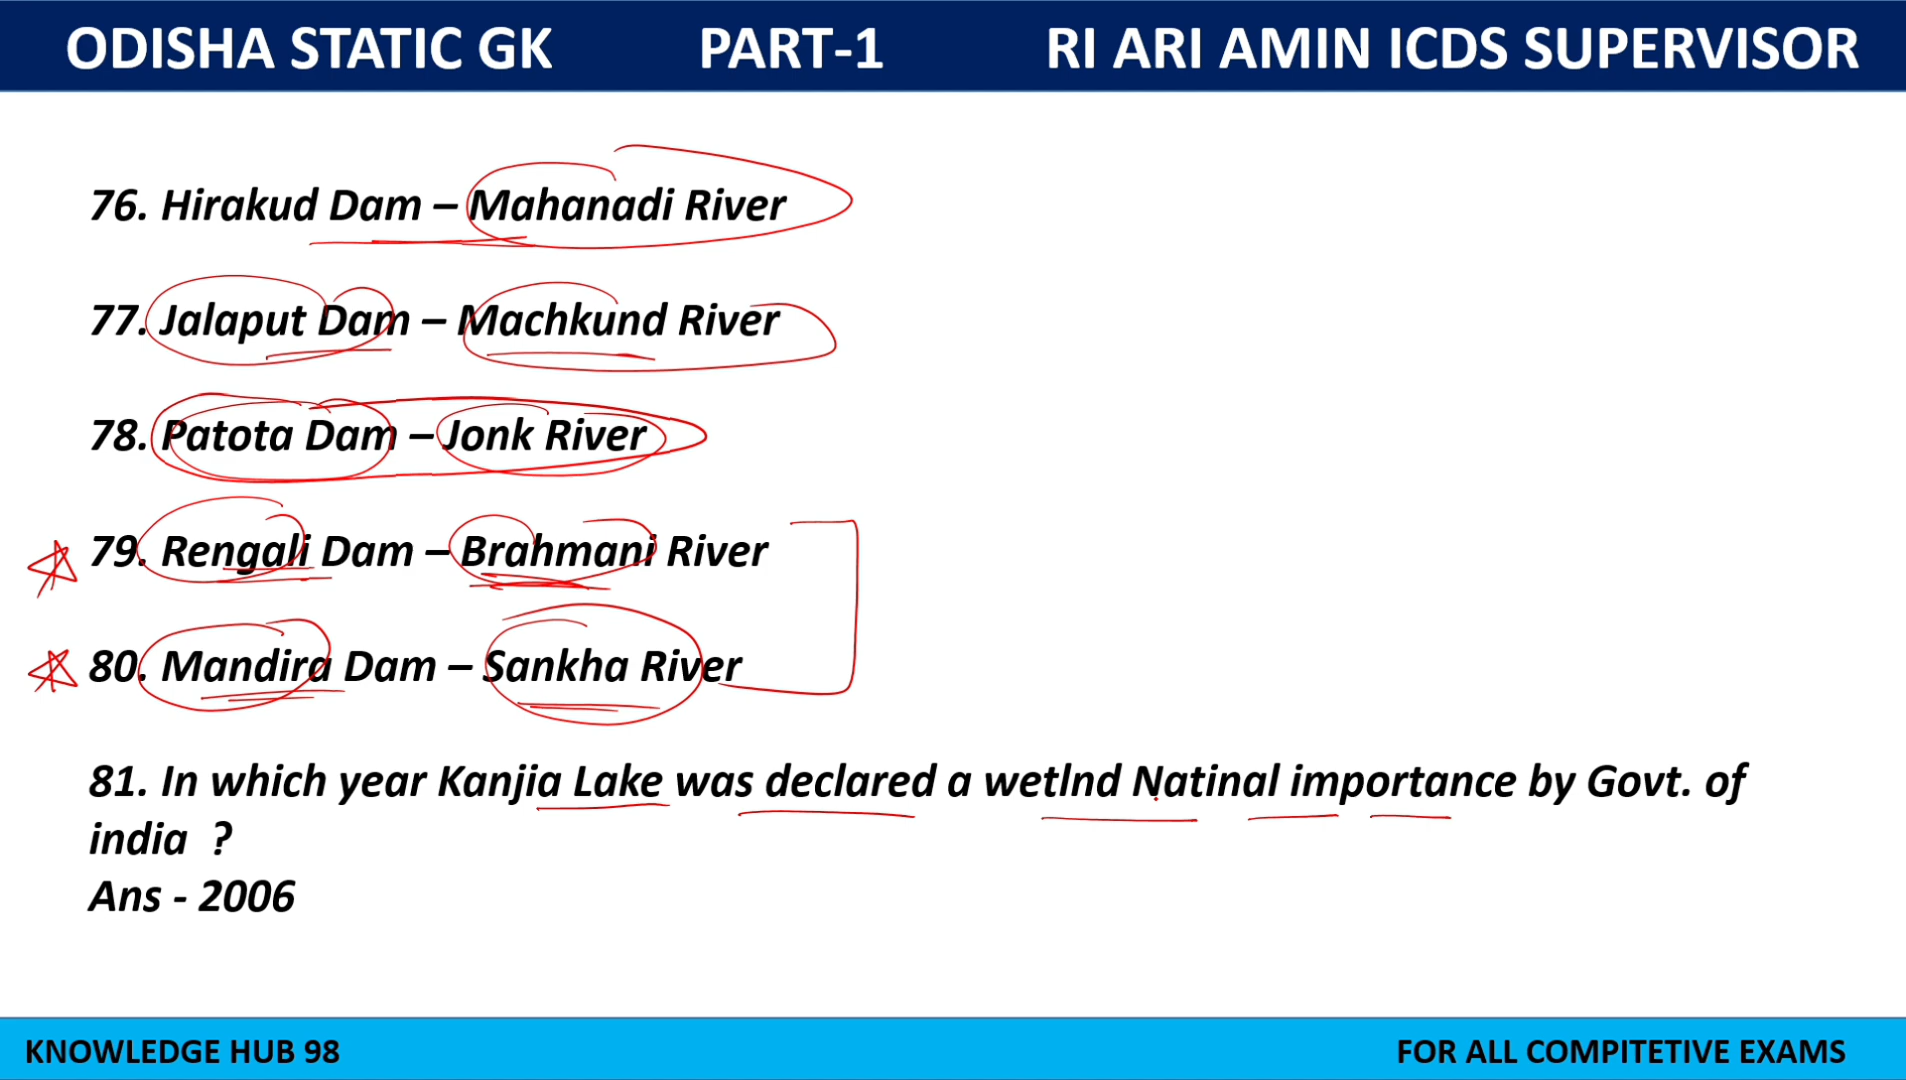 ODISHA STATIC GK PART-1 RI ARI AMIN ICDS SUPERVISOR
76. Hirakud Dam – Mahanadi River
77. Jalaput Dam – Machkund River
78. Patota Dam – Jonk River
79. Rengali Dam – Brahmani River
80. Mandira Dam – Sankha River
81. In which year Kanjia Lake was declared a wetlnd Natinal importance by Govt. of
india ?
Ans - 2006
KNOWLEDGE HUB 98 FOR ALL COMPITETIVE EXAMS